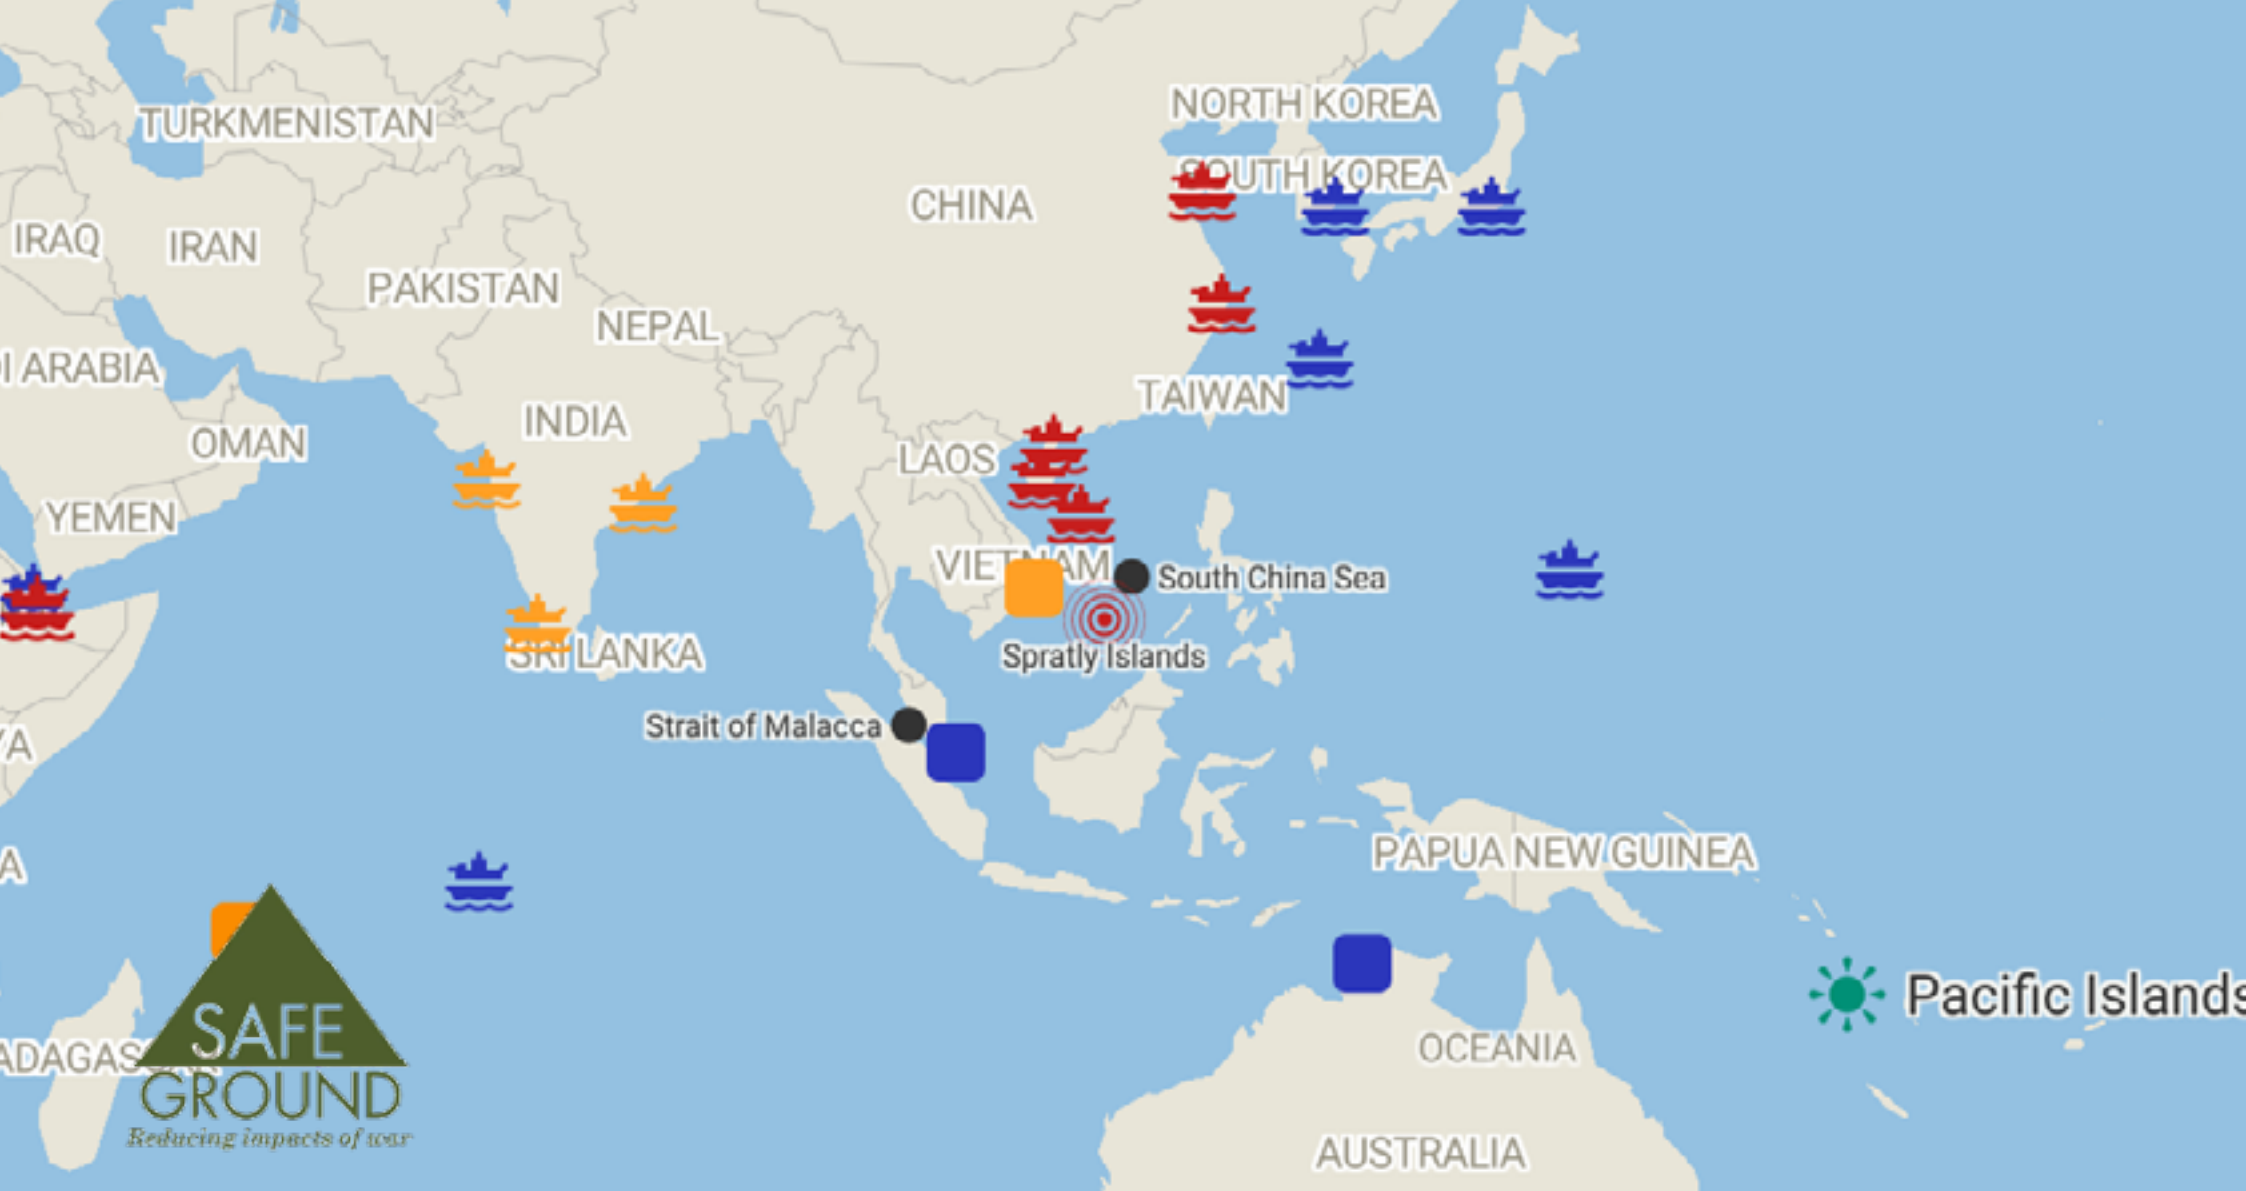 NORTH KOREA
TURKMENISTAN
SOUTH KOREA
CHINA
IRAQ
IRAN
PAKISTAN
NEPAL
I ARABIA
TAIWAN
INDIA
OMAN
LAOS
YEMEN
VIETNAM
South China Sea
SRI LANKA
Spratly Islands
Strait of Malacca
YA
PAPUA NEW GUINEA
A
Pacific Islands
SAFE
OCEANIA
ADAGASCAR
GROUND
Reducing impacts of war
AUSTRALIA